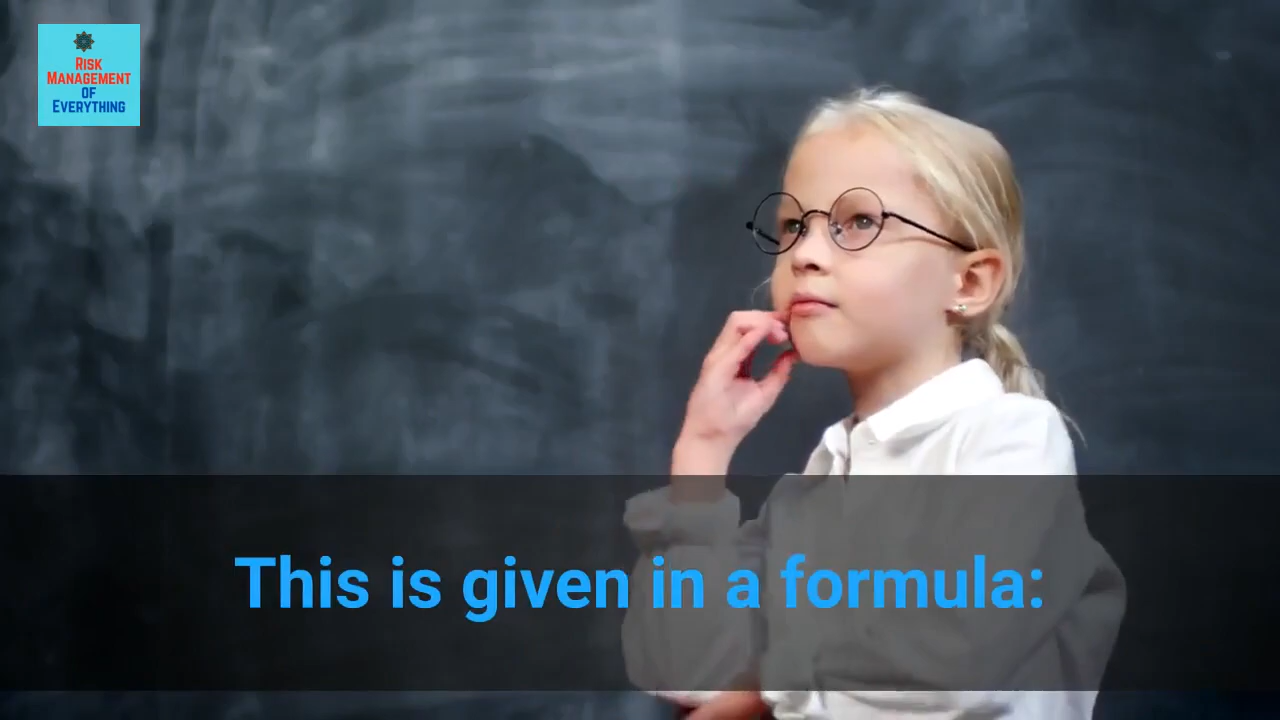 Risk
Management
of
Everything
This is given in a formula: